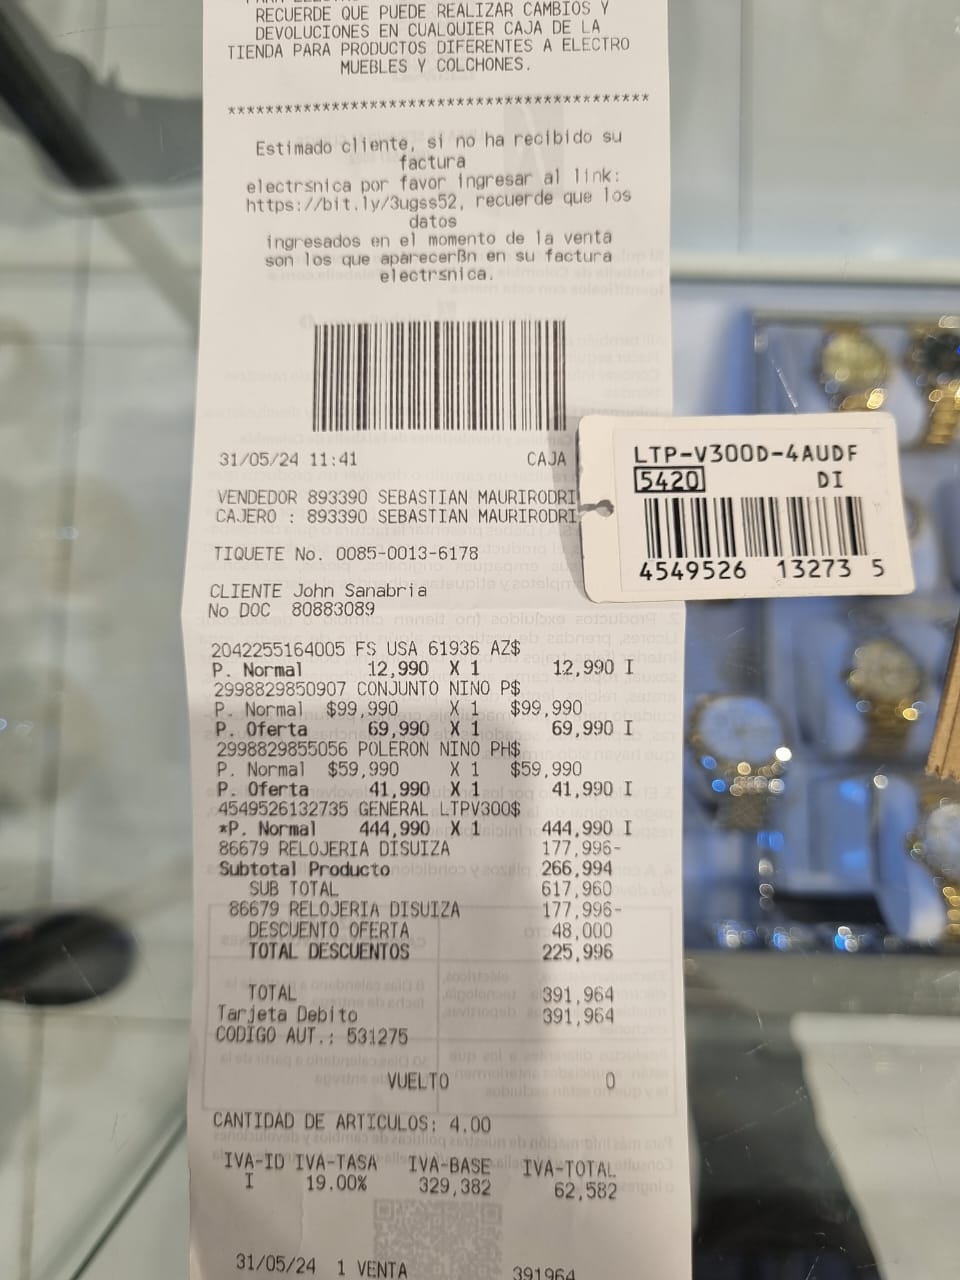 RECUERDE QUE PUEDE REALIZAR CAMBIOS Y
DEVOLUCIONES EN CUALQUIER CAJA DE LA
TIENDA PARA PRODUCTOS DIFERENTES A ELECTRO
MUEBLES Y COLCHONES.
********************************************
Estimado cliente, si no ha recibido su
factura
electrsnica por favor ingresar al link:
https://bit.ly/3ugss52, recuerde que los
datos
ingresados en el momento de la venta
son los que aparecerßn en su factura
electrsnica.
31/05/24 11:41 CAJA
VENDEDOR 893390 SEBASTIAN MAURIRODRI
CAJERO : 893390 SEBASTIAN MAURIRODRI
TIQUETE No. 0085-0013-6178
CLIENTE John Sanabria
No DOC 80883089
2042255164005 FS USA 61936 AZ$
P. Normal 12,990 X 1 12,990 I
2998829850907 CONJUNTO NINO P$
P. Normal $99,990 X 1 $99,990
P. Oferta 69,990 X 1 69,990 I
2998829855056 POLERON NINO PH$
P. Normal $59,990 X 1 $59,990
P. Oferta 41,990 X 1 41,990 I
4549526132735 GENERAL LTPV300$
*P. Normal 444,990 X 1 444,990 I
86679 RELOJERIA DISUIZA 177,996-
Subtotal Producto 266,994
SUB TOTAL 617,960
86679 RELOJERIA DISUIZA 177,996-
DESCUENTO OFERTA 48,000
TOTAL DESCUENTOS 225,996
TOTAL 391,964
Tarjeta Debito 391,964
CODIGO AUT.: 531275
VUELTO 0
CANTIDAD DE ARTICULOS: 4.00
IVA-ID IVA-TASA IVA-BASE IVA-TOTAL
I 19.00% 329,382 62,582
31/05/24 1 VENTA 391964
LTP-V300D-4AUDF
5420 DI
4549526 13273 5